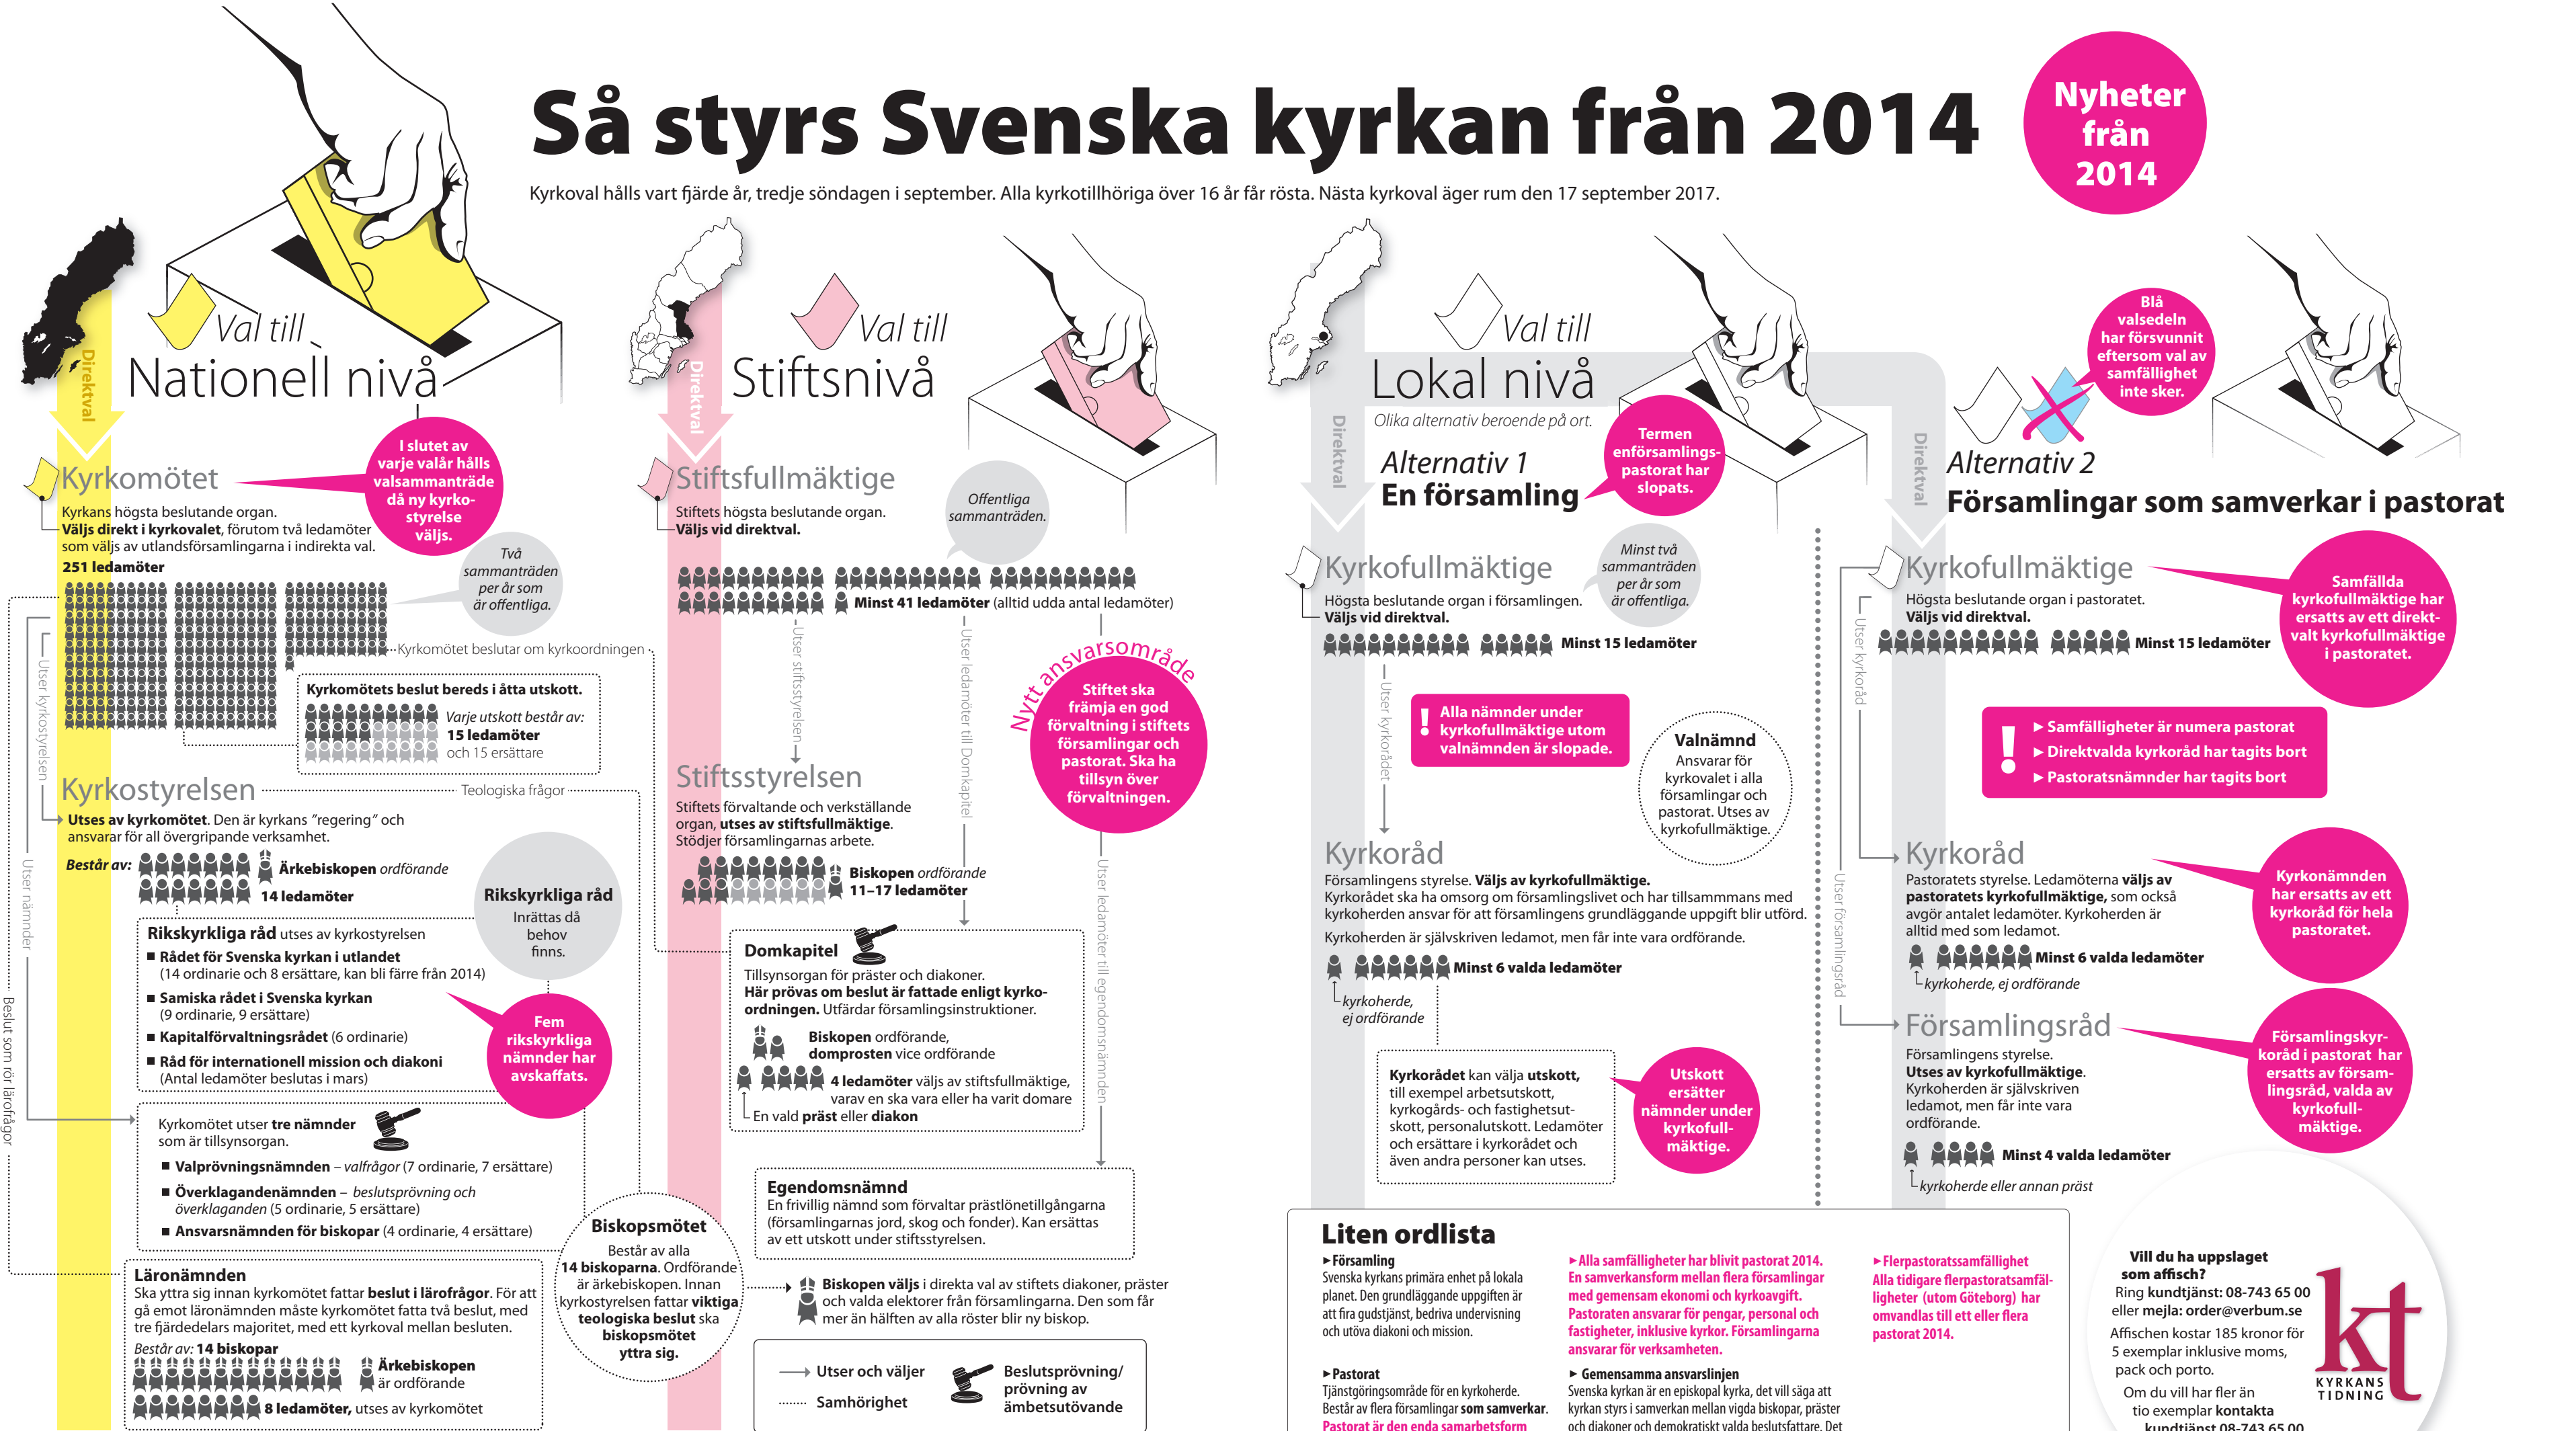 Så styrs Svenska kyrkan från 2014
Kyrkoval hålls vart fjärde år, tredje söndagen i september. Alla kyrkotillhöriga över 16 år får rösta. Nästa kyrkoval äger rum den 17 september 2017.
Nyheter
från
2014
Direktval
Val till
Nationell nivå
Kyrkomötet
Kyrkans högsta beslutande organ.
Väljs direkt i kyrkovalet, förutom två ledamöter
som väljs av utlandsförsamlingarna i indirekta val.
251 ledamöter
I slutet av
varje valår hålls
valsammanträde
då ny kyrko-
styrelse
väljs.
Två
sammanträden
per år som
är offentliga.
Kyrkomötet beslutar om kyrkoordningen
Kyrkomötets beslut bereds i åtta utskott.
Varje utskott består av:
15 ledamöter
och 15 ersättare
Utser kyrkostyrelsen
Utser nämnder
Beslut som rör lärofrågor
Kyrkostyrelsen
Teologiska frågor
Utses av kyrkomötet. Den är kyrkans ”regering” och
ansvarar för all övergripande verksamhet.
Består av:
Ärkebiskopen ordförande
14 ledamöter
Rikskyrkliga råd
Inrättas då
behov
finns.
Rikskyrkliga råd utses av kyrkostyrelsen
■ Rådet för Svenska kyrkan i utlandet
(14 ordinarie och 8 ersättare, kan bli färre från 2014)
■ Samiska rådet i Svenska kyrkan
(9 ordinarie, 9 ersättare)
■ Kapitalförvaltningsrådet (6 ordinarie)
■ Råd för internationell mission och diakoni
(Antal ledamöter beslutas i mars)
Fem
rikskyrkliga
nämnder har
avskaffats.
Kyrkomötet utser tre nämnder
som är tillsynsorgan.
■ Valprövningsnämnden – valfrågor (7 ordinarie, 7 ersättare)
■ Överklagandenämnden – beslutsprövning och
överklaganden (5 ordinarie, 5 ersättare)
■ Ansvarsnämnden för biskopar (4 ordinarie, 4 ersättare)
Läronämnden
Ska yttra sig innan kyrkomötet fattar beslut i lärofrågor. För att
gå emot läronämnden måste kyrkomötet fatta två beslut, med
tre fjärdedelars majoritet, med ett kyrkoval mellan besluten.
Består av: 14 biskopar
Ärkebiskopen
är ordförande
8 ledamöter, utses av kyrkomötet
Biskopsmötet
Består av alla
14 biskoparna. Ordförande
är ärkebiskopen. Innan
kyrkostyrelsen fattar viktiga
teologiska beslut ska
biskopsmötet
yttra sig.
Direktval
Val till
Stiftsnivå
Stiftsfullmäktige
Stiftets högsta beslutande organ.
Väljs vid direktval.
Offentliga
sammanträden.
Minst 41 ledamöter (alltid udda antal ledamöter)
Utser stiftsstyrelsen
Utser ledamöter till Domkapitel
Nytt ansvarsområde
Stiftet ska
främja en god
förvaltning i stiftets
församlingar och
pastorat. Ska ha
tillsyn över
förvaltningen.
Utser ledamöter till egendomsnämnden
Stiftsstyrelsen
Stiftets förvaltande och verkställande
organ, utses av stiftsfullmäktige.
Stödjer församlingarnas arbete.
Biskopen ordförande
11–17 ledamöter
Domkapitel
Tillsynsorgan för präster och diakoner.
Här prövas om beslut är fattade enligt kyrko-
ordningen. Utfärdar församlingsinstruktioner.
Biskopen ordförande,
domprosten vice ordförande
4 ledamöter väljs av stiftsfullmäktige,
varav en ska vara eller ha varit domare
En vald präst eller diakon
Egendomsnämnd
En frivillig nämnd som förvaltar prästlönetillgångarna
(församlingarnas jord, skog och fonder). Kan ersättas
av ett utskott under stiftsstyrelsen.
Biskopen väljs i direkta val av stiftets diakoner, präster
och valda elektorer från församlingarna. Den som får
mer än hälften av alla röster blir ny biskop.
Utser och väljer
Samhörighet
Beslutsprövning/
prövning av
ämbetsutövande
Val till
Lokal nivå
Olika alternativ beroende på ort.
Direktval
Alternativ 1
En församling
Termen
enförsamlings-
pastorat har
slopats.
Kyrkofullmäktige
Högsta beslutande organ i församlingen.
Väljs vid direktval.
Minst två
sammanträden
per år som
är offentliga.
Minst 15 ledamöter
Utser kyrkorådet
! Alla nämnder under
kyrkofullmäktige utom
valnämnden är slopade.
Valnämnd
Ansvarar för
kyrkovalet i alla
församlingar och
pastorat. Utses av
kyrkofullmäktige.
Kyrkoråd
Församlingens styrelse. Väljs av kyrkofullmäktige.
Kyrkorådet ska ha omsorg om församlingslivet och har tillsammmans med
kyrkoherden ansvar för att församlingens grundläggande uppgift blir utförd.
Kyrkoherden är självskriven ledamot, men får inte vara ordförande.
Minst 6 valda ledamöter
kyrkoherde,
ej ordförande
Kyrkorådet kan välja utskott,
till exempel arbetsutskott,
kyrkogårds- och fastighetsut-
skott, personalutskott. Ledamöter
och ersättare i kyrkorådet och
även andra personer kan utses.
Utskott
ersätter
nämnder under
kyrkofull-
mäktige.
Blå
valsedeln
har försvunnit
eftersom val av
samfällighet
inte sker.
Direktval
Alternativ 2
Församlingar som samverkar i pastorat
Kyrkofullmäktige
Högsta beslutande organ i pastoratet.
Väljs vid direktval.
Minst 15 ledamöter
Samfällda
kyrkofullmäktige har
ersatts av ett direkt-
valt kyrkofullmäktige
i pastoratet.
Utser kyrkoråd
Utser församlingsråd
! ► Samfälligheter är numera pastorat
► Direktvalda kyrkoråd har tagits bort
► Pastoratsnämnder har tagits bort
Kyrkoråd
Pastoratets styrelse. Ledamöterna väljs av
pastoratets kyrkofullmäktige, som också
avgör antalet ledamöter. Kyrkoherden är
alltid med som ledamot.
Minst 6 valda ledamöter
kyrkoherde, ej ordförande
Kyrkonämnden
har ersatts av ett
kyrkoråd för hela
pastoratet.
Församlingsråd
Församlingens styrelse.
Utses av kyrkofullmäktige.
Kyrkoherden är självskriven
ledamot, men får inte vara
ordförande.
Minst 4 valda ledamöter
kyrkoherde eller annan präst
Församlingskyr-
koråd i pastorat har
ersatts av försam-
lingsråd, valda av
kyrkofull-
mäktige.
Liten ordlista
► Församling
Svenska kyrkans primära enhet på lokala
planet. Den grundläggande uppgiften är
att fira gudstjänst, bedriva undervisning
och utöva diakoni och mission.
► Pastorat
Tjänstgöringsområde för en kyrkoherde.
Består av flera församlingar som samverkar.
Pastorat är den enda samarbetsform
► Alla samfälligheter har blivit pastorat 2014.
En samverkansform mellan flera församlingar
med gemensam ekonomi och kyrkoavgift.
Pastoraten ansvarar för pengar, personal och
fastigheter, inklusive kyrkor. Församlingarna
ansvarar för verksamheten.
► Gemensamma ansvarslinjen
Svenska kyrkan är en episkopal kyrka, det vill säga att
kyrkan styrs i samverkan mellan vigda biskopar, präster
och diakoner och demokratiskt valda beslutsfattare. Det
► Flerpastoratssamfällighet
Alla tidigare flerpastoratsamfäl-
ligheter (utom Göteborg) har
omvandlas till ett eller flera
pastorat 2014.
Vill du ha uppslaget
som affisch?
Ring kundtjänst: 08-743 65 00
eller mejla: order@verbum.se
Affischen kostar 185 kronor för
5 exemplar inklusive moms,
pack och porto.
Om du vill har fler än
tio exemplar kontakta
kundtjänst 08-743 65 00
kt
KYRKANS
TIDNING